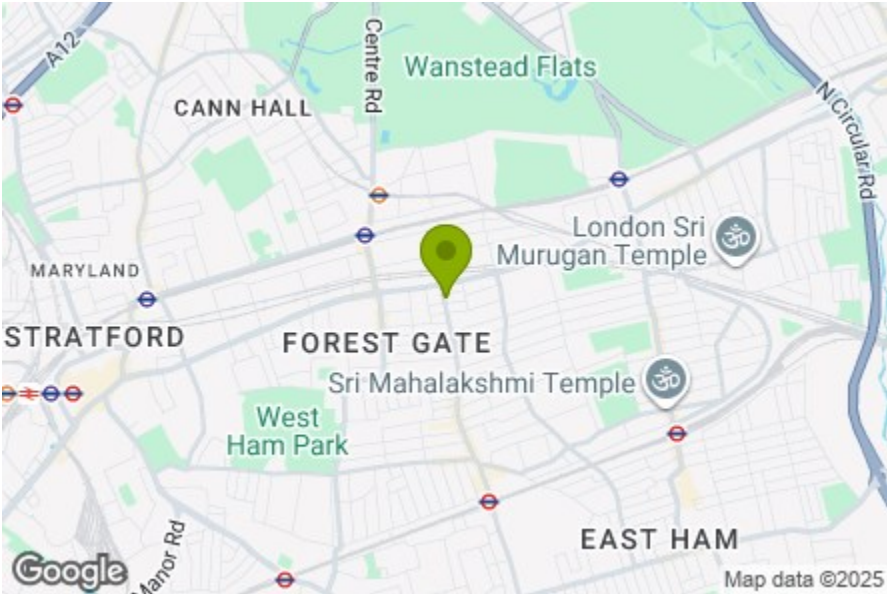 A12
Centre Rd
Wanstead Flats
CANN HALL
N Circular Rd
London Sri
Murugan Temple
ॐ
MARYLAND
STRATFORD
FOREST GATE
Sri Mahalakshmi Temple
ॐ
West
Ham Park
EAST HAM
Manor Rd
Google
Map data ©2025